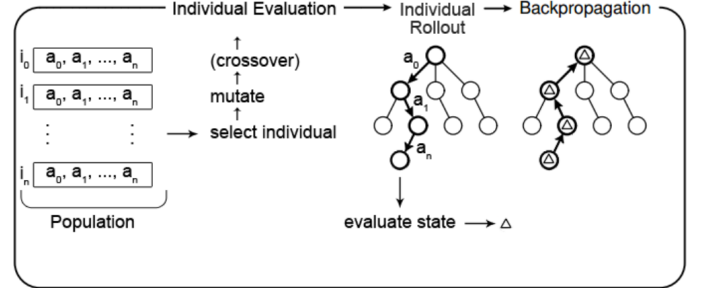 Individual Evaluation
Individual
Rollout
Backpropagation
i0 a0, a1, ..., an
i1 a0, a1, ..., an
in a0, a1, ..., an
Population
(crossover)
mutate
select individual
a0
a1
an
evaluate state